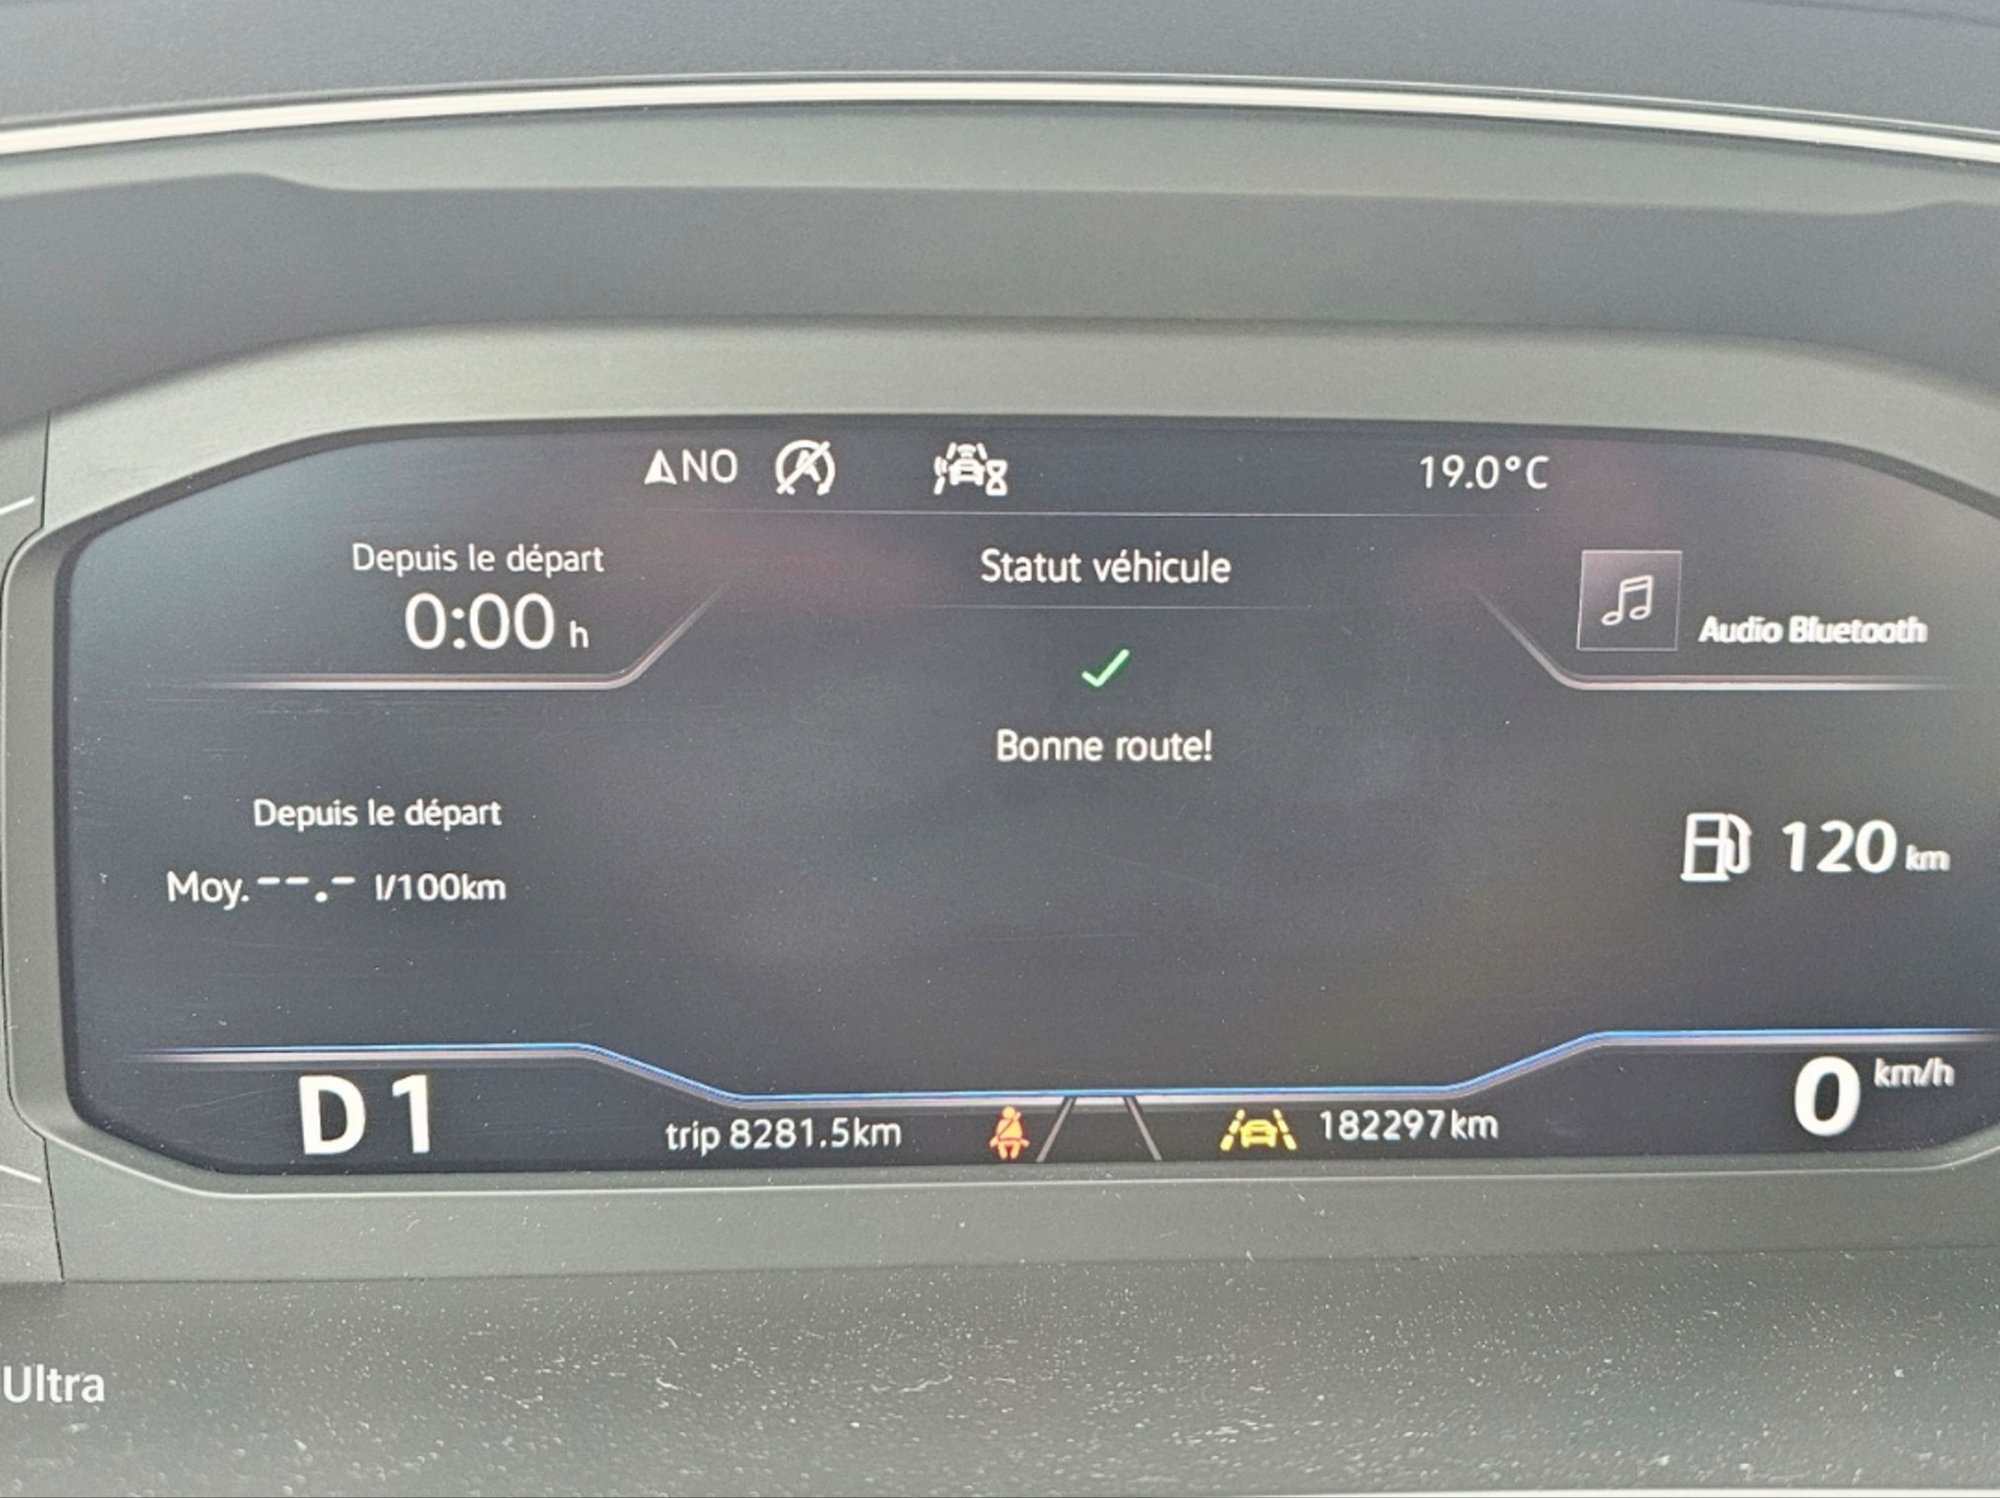 NO
19.0°C
Depuis le départ
0:00 h
Statut véhicule
Audio Bluetooth
Bonne route!
Depuis le départ
Moy. --.- l/100km
120 km
D 1
trip 8281.5km
182297km
0 km/h
Ultra